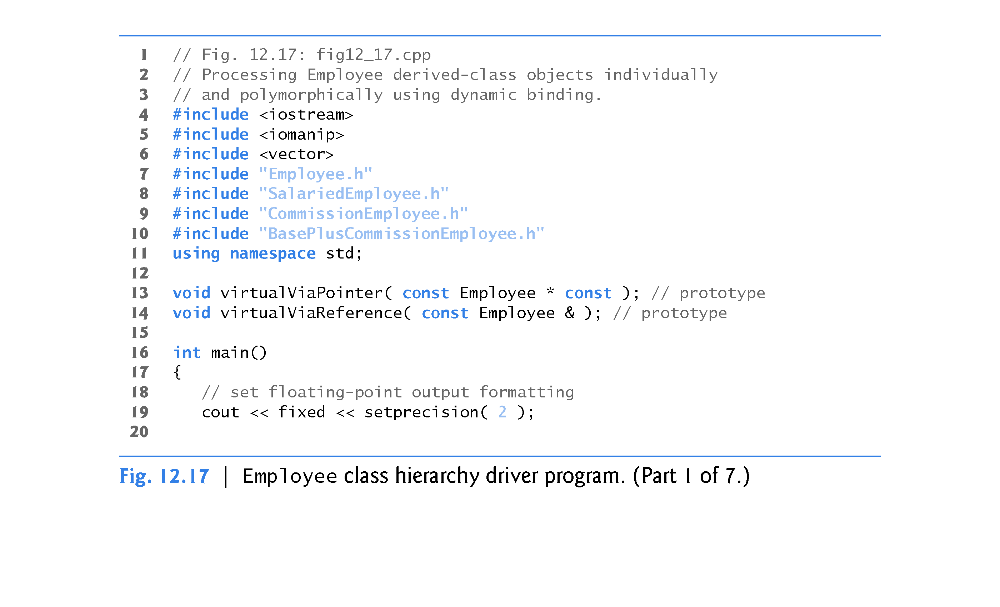 1 // Fig. 12.17: fig12_17.cpp
2 // Processing Employee derived-class objects individually
3 // and polymorphically using dynamic binding.
4 #include <iostream>
5 #include <iomanip>
6 #include <vector>
7 #include "Employee.h"
8 #include "SalariedEmployee.h"
9 #include "CommissionEmployee.h"
10 #include "BasePlusCommissionEmployee.h"
11 using namespace std;
12
13 void virtualViaPointer( const Employee * const ); // prototype
14 void virtualViaReference( const Employee & ); // prototype
15
16 int main()
17 {
18    // set floating-point output formatting
19    cout << fixed << setprecision( 2 );
20
Fig. 12.17 | Employee class hierarchy driver program. (Part 1 of 7.)